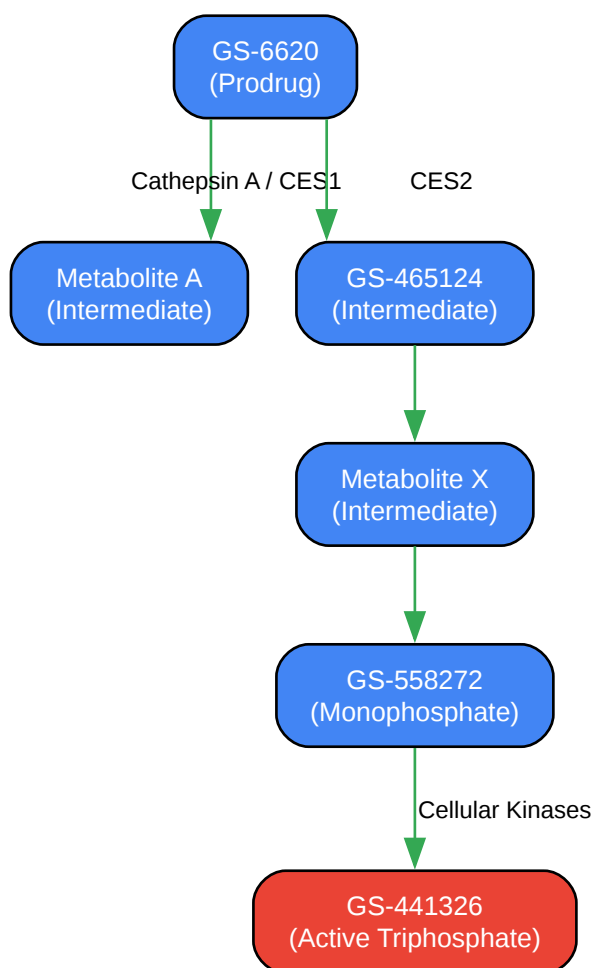 GS-6620
(Prodrug)
Cathepsin A / CES1
CES2
Metabolite A
(Intermediate)
GS-465124
(Intermediate)
Metabolite X
(Intermediate)
GS-558272
(Monophosphate)
Cellular Kinases
GS-441326
(Active Triphosphate)